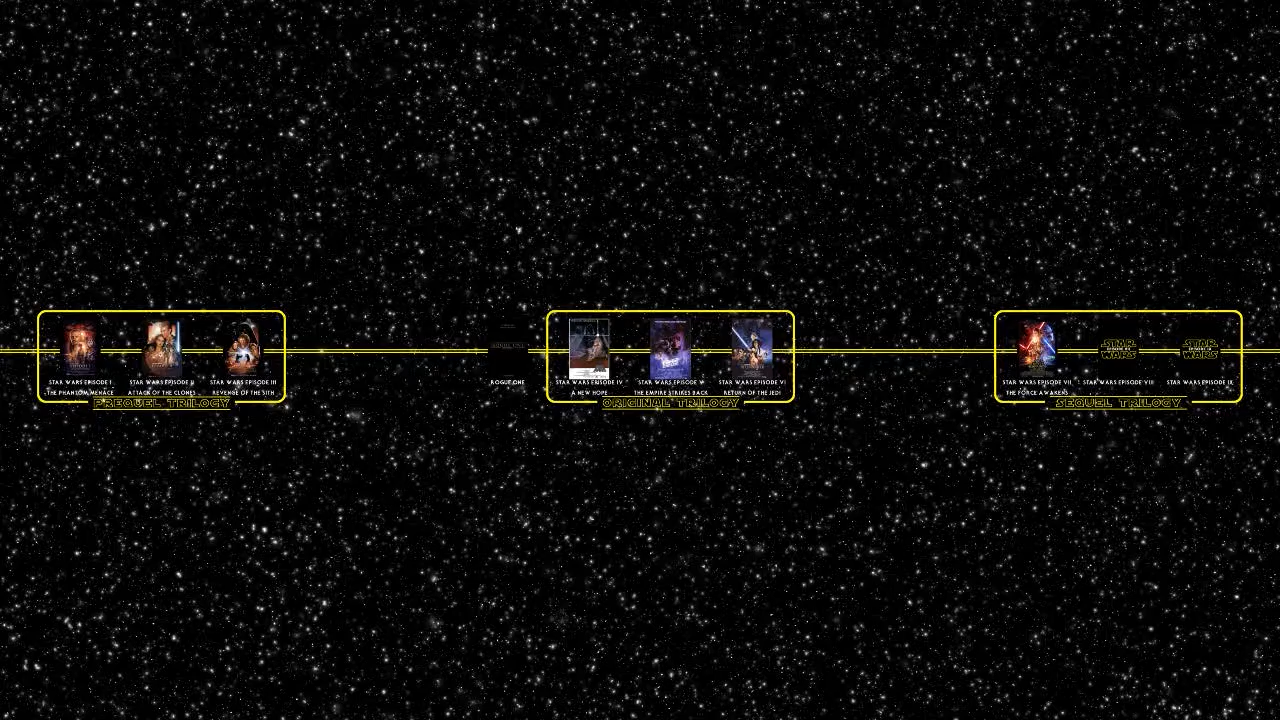 STAR WARS EPISODE I
THE PHANTOM MENACE
STAR WARS EPISODE II
ATTACK OF THE CLONES
STAR WARS EPISODE III
REVENGE OF THE SITH
PREQUEL TRILOGY
ROGUE ONE
STAR WARS EPISODE IV
A NEW HOPE
STAR WARS EPISODE V
THE EMPIRE STRIKES BACK
STAR WARS EPISODE VI
RETURN OF THE JEDI
ORIGINAL TRILOGY
STAR WARS EPISODE VII
THE FORCE AWAKENS
STAR
WARS
STAR WARS EPISODE VIII
STAR
WARS
STAR WARS EPISODE IX
SEQUEL TRILOGY